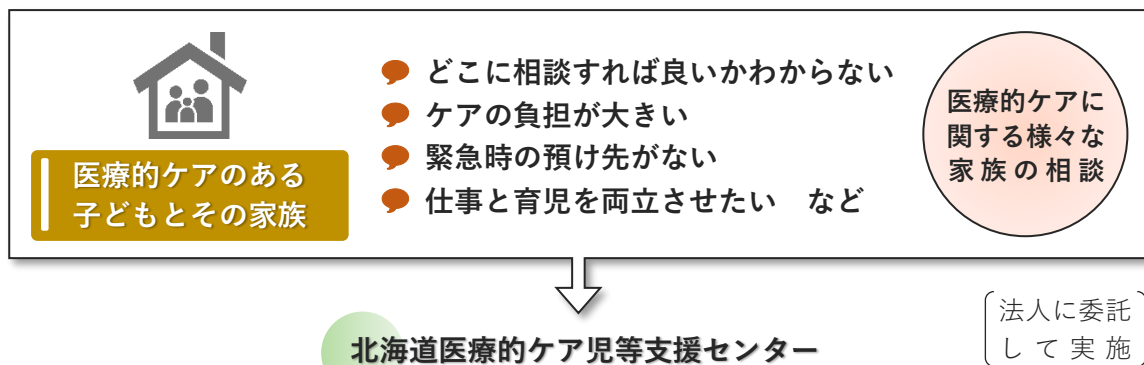 どこに相談すれば良いかわからない
ケアの負担が大きい
緊急時の預け先がない
仕事と育児を両立させたい　など
医療的ケアのある
子どもとその家族
医療的ケアに
関する様々な
家族の相談
北海道医療的ケア児等支援センター
法人に委託
して実施